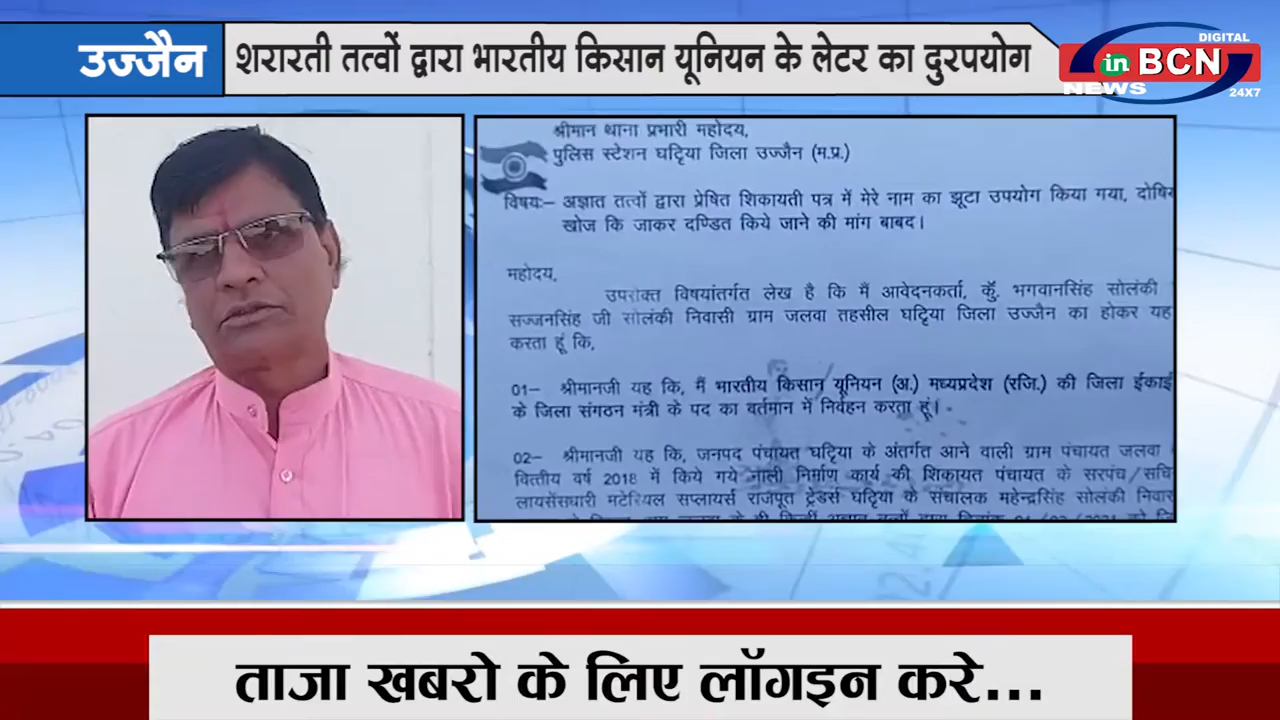 उज्जैन
शरारती तत्वों द्वारा भारतीय किसान यूनियन के लेटर का दुरपयोग
DIGITAL
in BCN
NEWS
24X7
श्रीमान थाना प्रभारी महोदय,
पुलिस स्टेशन घट्टिया जिला उज्जैन (म.प्र.)
विषयः– अज्ञात तत्वों द्वारा प्रेषित शिकायती पत्र में मेरे नाम का झूटा उपयोग किया गया, दोषि
खोज कि जाकर दण्डित किये जाने की मांग बाबद।
महोदय,
उपरोक्त विषयांतर्गत लेख है कि मैं आवेदनकर्ता, कुॅं. भगवानसिंह सोलंकी
सज्जनसिंह जी सोलंकी निवासी ग्राम जलवा तहसील घट्टिया जिला उज्जैन का होकर यह
करता हूं कि,
01– श्रीमानजी यह कि, मैं भारतीय किसान यूनियन (अ.) मध्यप्रदेश (रजि.) की जिला ईकाई
के जिला संगठन मंत्री के पद का वर्तमान में निर्वहन करता हूं।
02– श्रीमानजी यह कि, जनपद पंचायत घट्टिया के अंतर्गत आने वाली ग्राम पंचायत जलवा
वित्तीय वर्ष 2018 में किये गये नाली निर्माण कार्य की शिकायत पंचायत के सरपंच/सचि
लायसेंसधारी मटेरियल सप्लायर्स राजपूत ट्रेडर्स घट्टिया के संचालक महेन्द्रसिंह सोलंकी निवास
ताजा खबरो के लिए लॉगइन करे...